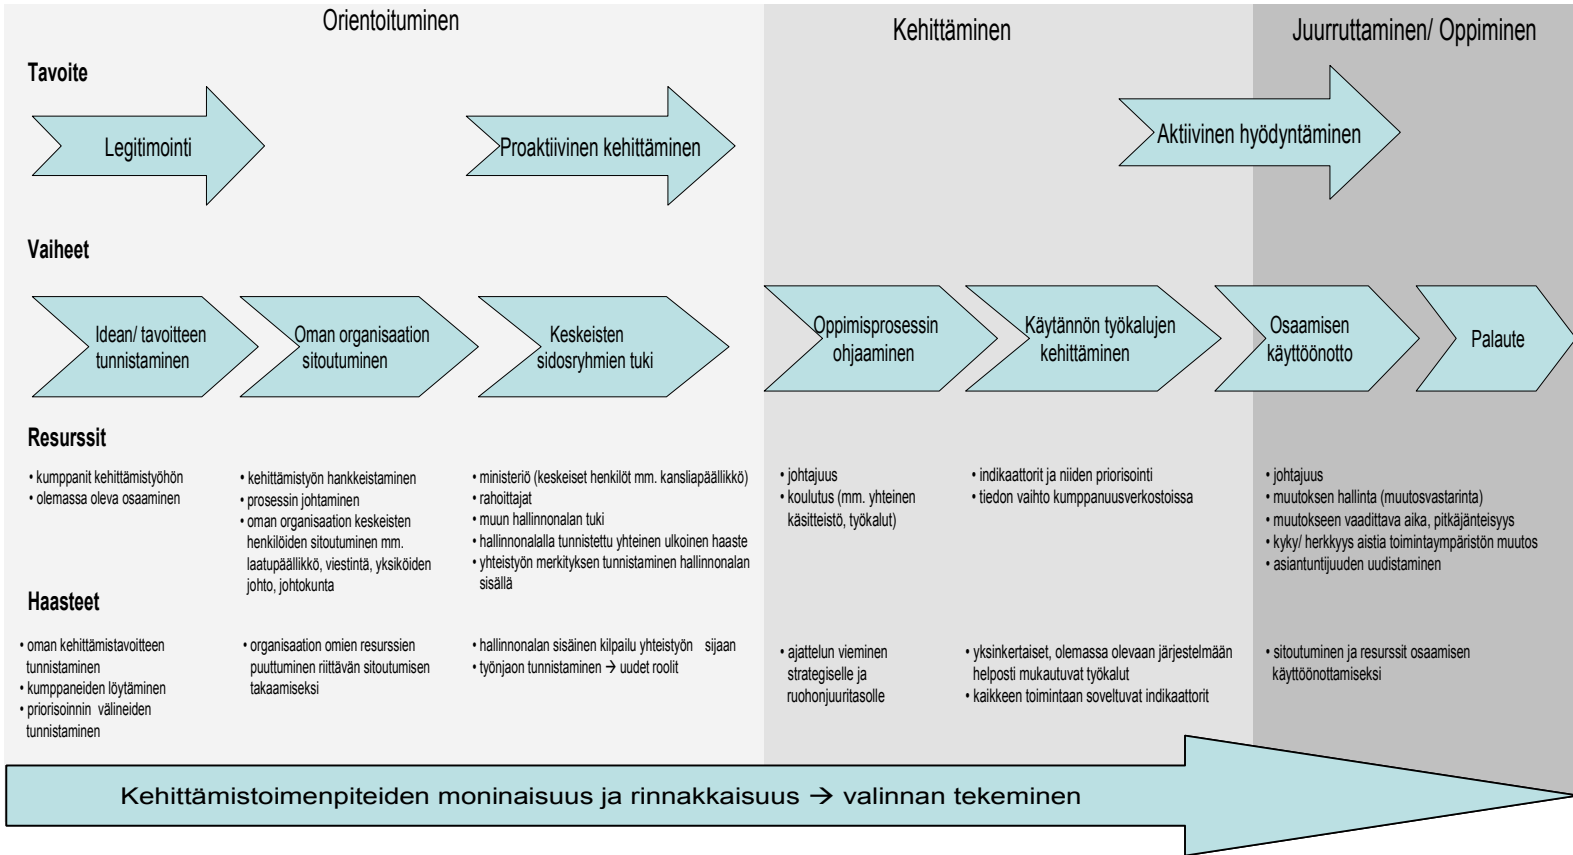 Orientoituminen
Kehittäminen
Juurruttaminen/ Oppiminen
Tavoite
Legitimointi
Proaktiivinen kehittäminen
Aktiivinen hyödyntäminen
Vaiheet
Idean/ tavoitteen
tunnistaminen
Oman organisaation
sitoutuminen
Keskeisten
sidosryhmien tuki
Oppimisprosessin
ohjaaminen
Käytännön työkalujen
kehittäminen
Osaamisen
käyttöönotto
Palaute
Resurssit
• kumppanit kehittämistyöhön
• olemassa oleva osaaminen
• kehittämistyön hankkeistaminen
• prosessin johtaminen
• oman organisaation keskeisten
henkilöiden sitoutuminen mm.
laatupäällikkö, viestintä, yksiköiden
johto, johtokunta
• ministeriö (keskeiset henkilöt mm. kansliapäällikkö)
• rahoittajat
• muun hallinnonalan tuki
• hallinnonalalla tunnistettu yhteinen ulkoinen haaste
• yhteistyön merkityksen tunnistaminen hallinnonalan
sisällä
• johtajuus
• koulutus (mm. yhteinen
käsitteistö, työkalut)
• indikaattorit ja niiden priorisointi
• tiedon vaihto kumppanuusverkostoissa
• johtajuus
• muutoksen hallinta (muutosvastarinta)
• muutokseen vaadittava aika, pitkäjänteisyys
• kyky/ herkkyys aistia toimintaympäristön muutos
• asiantuntijuuden uudistaminen
Haasteet
• oman kehittämistavoitteen
tunnistaminen
• kumppaneiden löytäminen
• priorisoinnin välineiden
tunnistaminen
• organisaation omien resurssien
puuttuminen riittävän sitoutumisen
takaamiseksi
• hallinnonalan sisäinen kilpailu yhteistyön sijaan
• työnjaon tunnistaminen → uudet roolit
• ajattelun vieminen
strategiselle ja
ruohonjuuritasolle
• yksinkertaiset, olemassa olevaan järjestelmään
helposti mukautuvat työkalut
• kaikkeen toimintaan soveltuvat indikaattorit
• sitoutuminen ja resurssit osaamisen
käyttöönottamiseksi
Kehittämistoimenpiteiden moninaisuus ja rinnakkaisuus → valinnan tekeminen